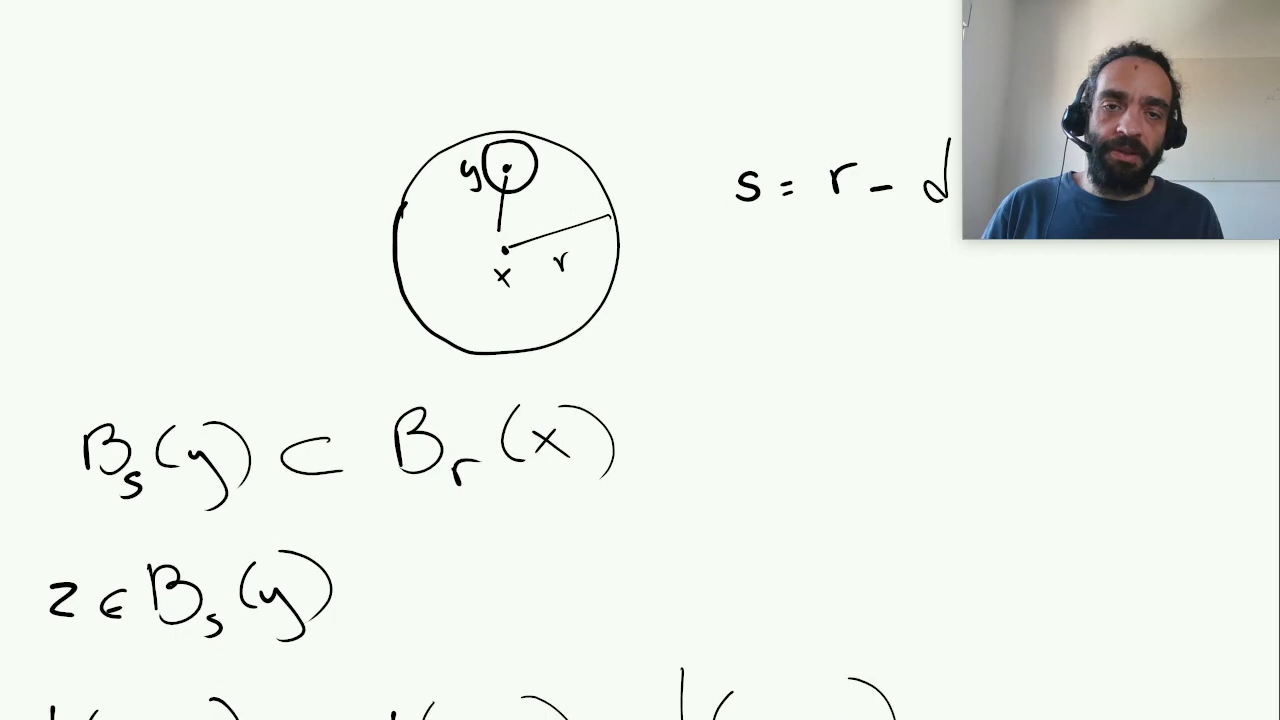 y
x
r
s = r - d
B_s(y) ⊂ B_r(x)
z ∈ B_s(y)